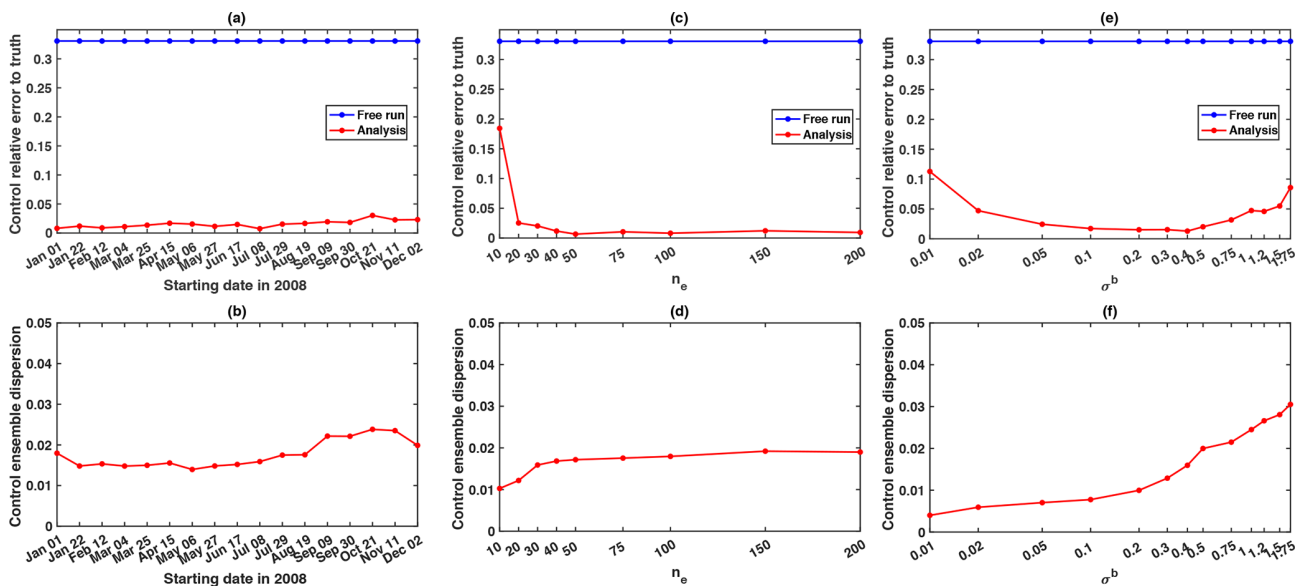 (a)
Control relative error to truth
0.3
0.25
0.2
0.15
0.1
0.05
0
Free run
Analysis
Jan 01
Jan 22
Feb 12
Mar 04
Mar 25
Apr 15
May 06
May 27
Jun 17
Jul 08
Jul 29
Aug 19
Sep 09
Sep 30
Oct 21
Nov 11
Dec 02
Starting date in 2008
(c)
Control relative error to truth
0.3
0.25
0.2
0.15
0.1
0.05
0
Free run
Analysis
10
20
30
40
50
75
100
150
200
n_e
(e)
Control relative error to truth
0.3
0.25
0.2
0.15
0.1
0.05
0
Free run
Analysis
0.01
0.02
0.05
0.1
0.2
0.3
0.4
0.5
0.75
1
1.2
1.5
1.75
σ^b
(b)
Control ensemble dispersion
0.05
0.04
0.03
0.02
0.01
0
Jan 01
Jan 22
Feb 12
Mar 04
Mar 25
Apr 15
May 06
May 27
Jun 17
Jul 08
Jul 29
Aug 19
Sep 09
Sep 30
Oct 21
Nov 11
Dec 02
Starting date in 2008
(d)
Control ensemble dispersion
0.05
0.04
0.03
0.02
0.01
0
10
20
30
40
50
75
100
150
200
n_e
(f)
Control ensemble dispersion
0.05
0.04
0.03
0.02
0.01
0
0.01
0.02
0.05
0.1
0.2
0.3
0.4
0.5
0.75
1
1.2
1.5
1.75
σ^b